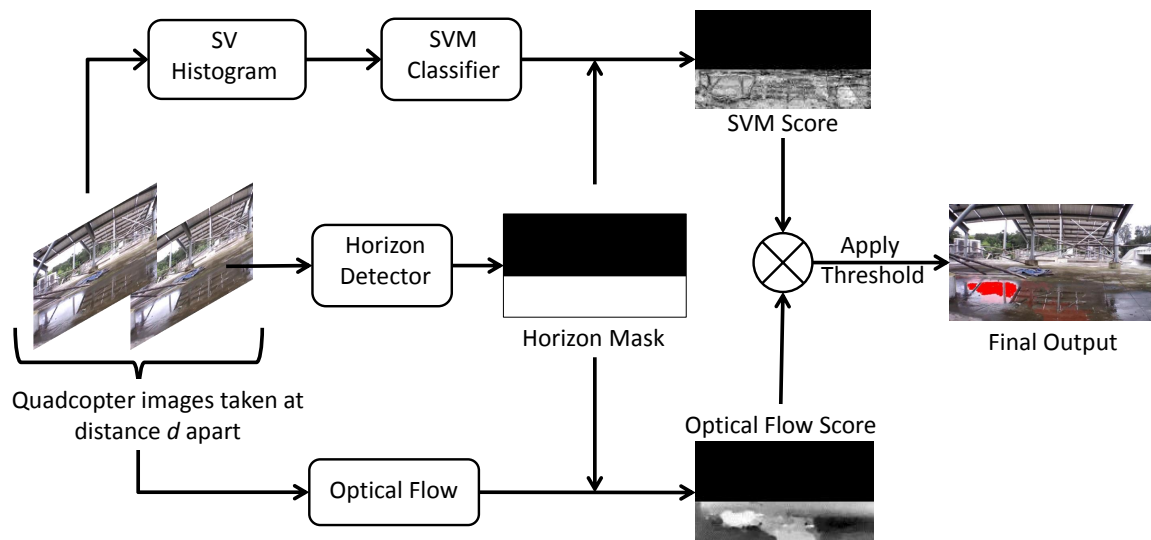 SV
Histogram
SVM
Classifier
SVM Score
Horizon
Detector
Horizon Mask
Apply
Threshold
Final Output
Quadcopter images taken at
distance d apart
Optical Flow
Optical Flow Score